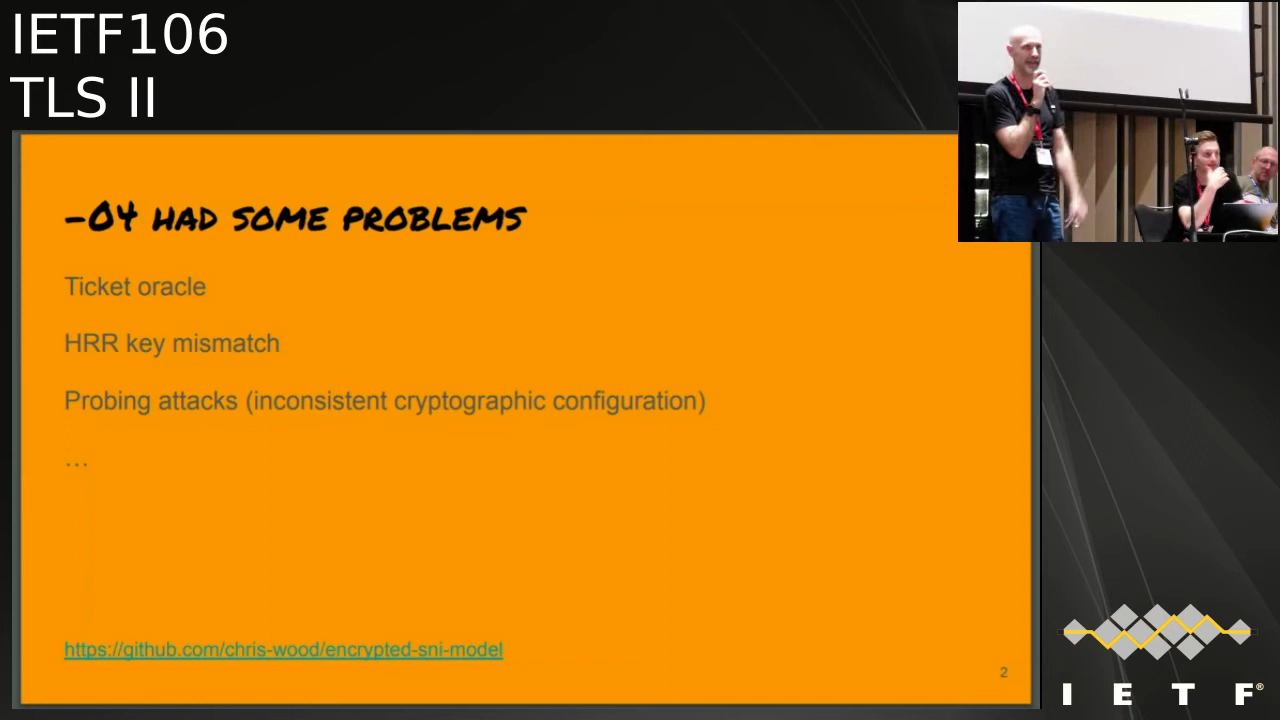 IETF106
TLS II
-04 HAD SOME PROBLEMS
Ticket oracle
HRR key mismatch
Probing attacks (inconsistent cryptographic configuration)
...
https://github.com/chris-wood/encrypted-sni-model
2
I E T F®